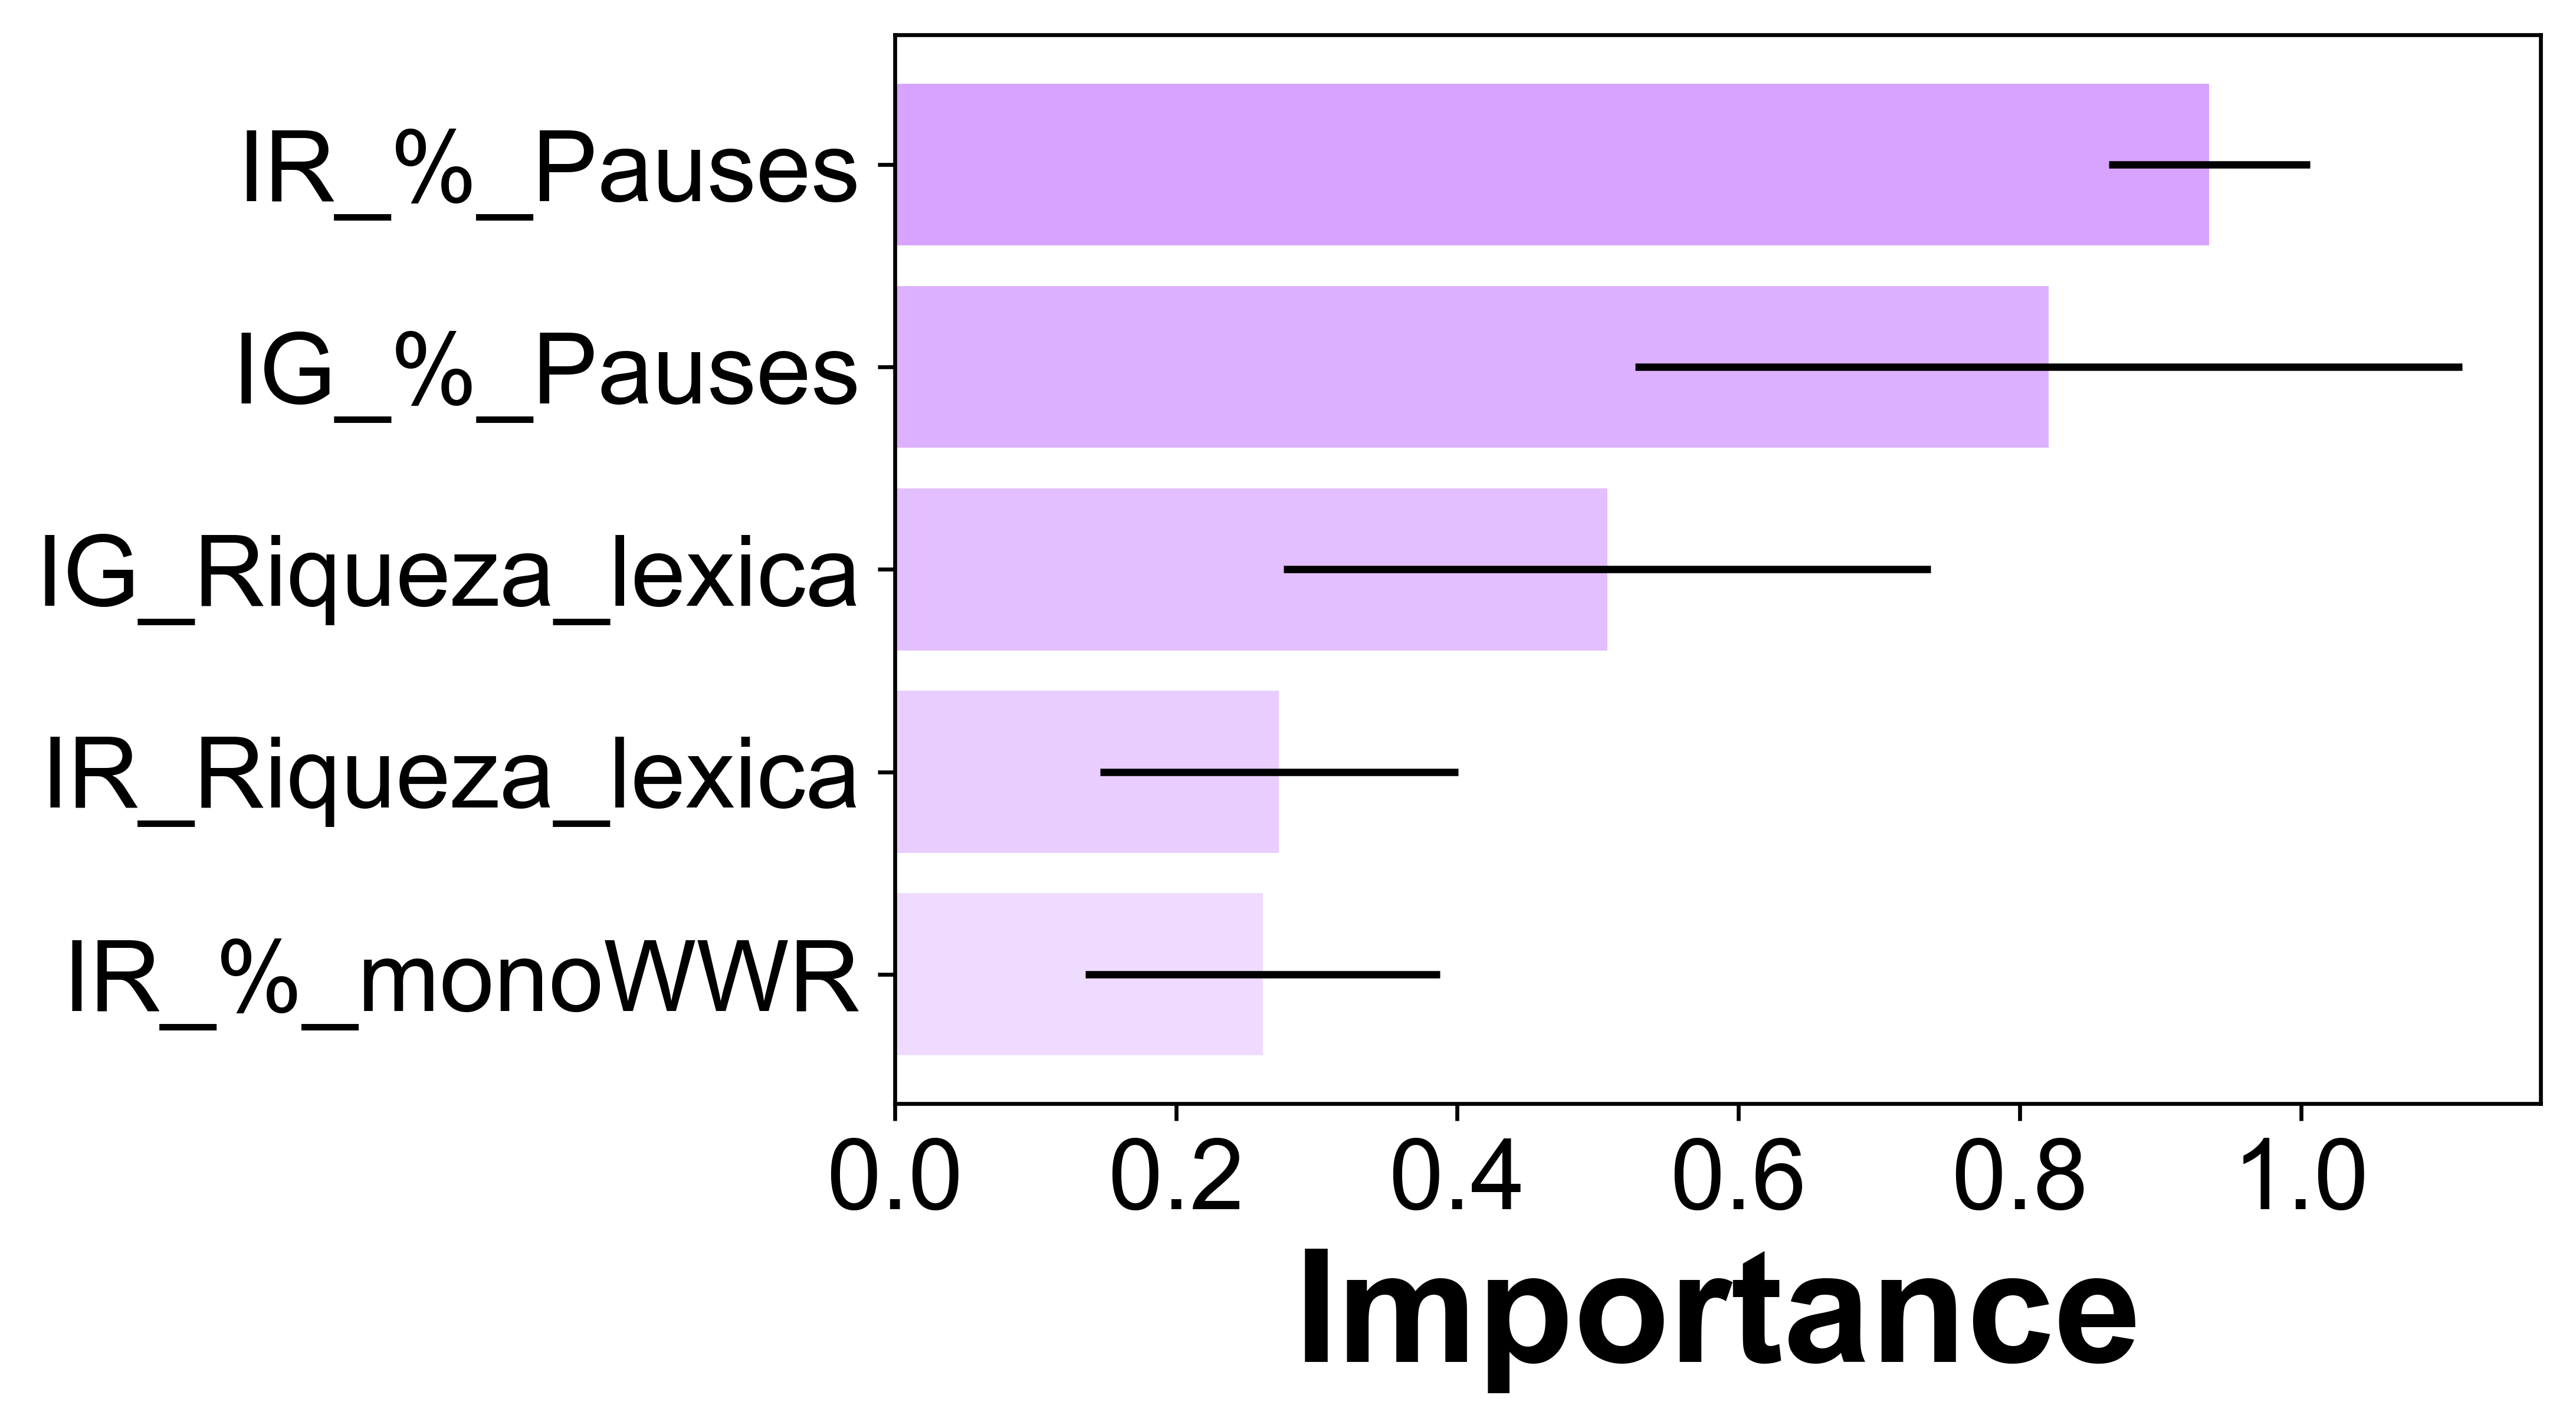 IR_%_Pauses
IG_%_Pauses
IG_Riqueza_lexica
IR_Riqueza_lexica
IR_%_monoWWR
0.0 0.2 0.4 0.6 0.8 1.0
Importance